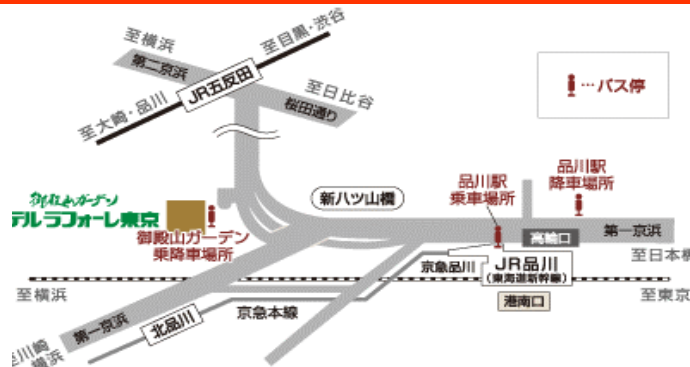 至横浜
至目黒・渋谷
第二京浜
JR五反田
至日比谷
桜田通り
至大崎・品川
…バス停
御殿山ガーデン
テルラフォーレ東京
御殿山ガーデン
乗降車場所
新八ツ山橋
品川駅
乗車場所
品川駅
降車場所
高輪口
第一京浜
至日本橋
京急品川
JR品川
(東海道新幹線)
至横浜
至東京
港南口
京急本線
北品川
第一京浜
至川崎
横浜